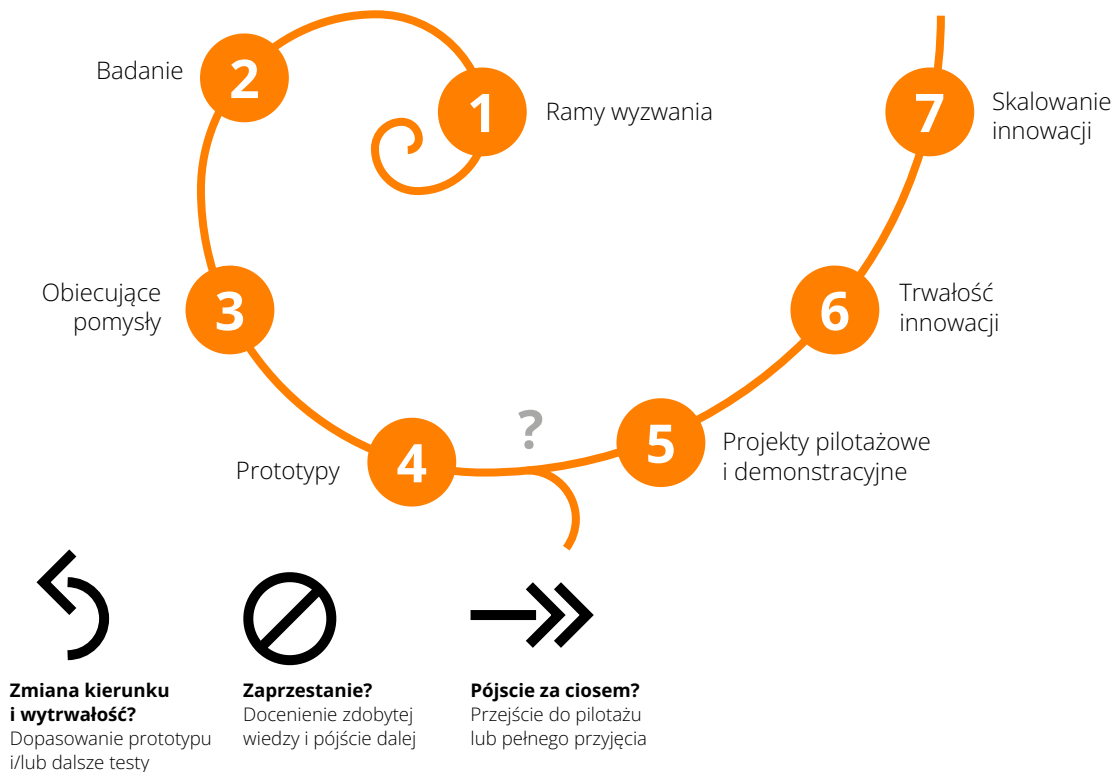 1
Ramy wyzwania
2
Badanie
3
Obiecujące
pomysły
4
Prototypy
?
5
Projekty pilotażowe
i demonstracyjne
6
Trwałość
innowacji
7
Skalowanie
innowacji
Zmiana kierunku
i wytrwałość?
Dopasowanie prototypu
i/lub dalsze testy
Zaprzestanie?
Docenienie zdobytej
wiedzy i pójście dalej
Pójscie za ciosem?
Przejście do pilotażu
lub pełnego przyjęcia